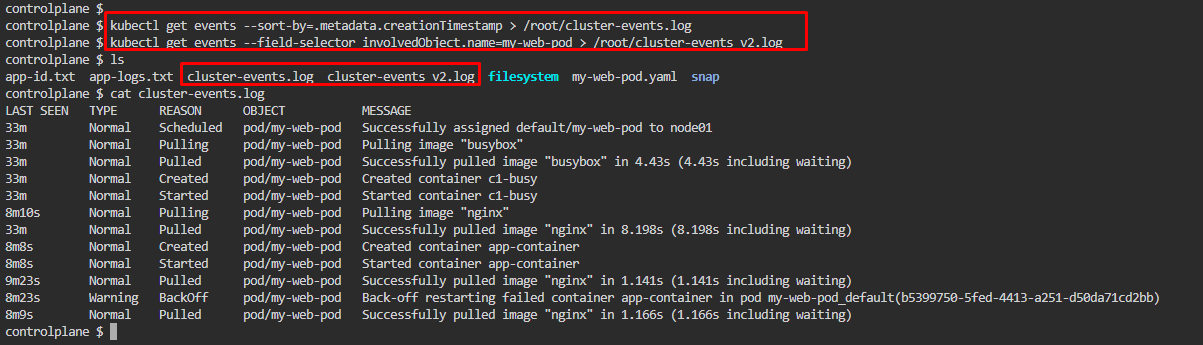 controlplane $
controlplane $ kubectl get events --sort-by=.metadata.creationTimestamp > /root/cluster-events.log
controlplane $ kubectl get events --field-selector involvedObject.name=my-web-pod > /root/cluster-events_v2.log
controlplane $ ls
app-id.txt  app-logs.txt  cluster-events.log  cluster-events_v2.log  filesystem  my-web-pod.yaml  snap
controlplane $ cat cluster-events.log
LAST SEEN   TYPE      REASON      OBJECT           MESSAGE
33m         Normal    Scheduled   pod/my-web-pod   Successfully assigned default/my-web-pod to node01
33m         Normal    Pulling     pod/my-web-pod   Pulling image "busybox"
33m         Normal    Pulled      pod/my-web-pod   Successfully pulled image "busybox" in 4.43s (4.43s including waiting)
33m         Normal    Created     pod/my-web-pod   Created container c1-busy
33m         Normal    Started     pod/my-web-pod   Started container c1-busy
8m10s       Normal    Pulling     pod/my-web-pod   Pulling image "nginx"
33m         Normal    Pulled      pod/my-web-pod   Successfully pulled image "nginx" in 8.198s (8.198s including waiting)
8m8s        Normal    Created     pod/my-web-pod   Created container app-container
8m8s        Normal    Started     pod/my-web-pod   Started container app-container
9m23s       Normal    Pulled      pod/my-web-pod   Successfully pulled image "nginx" in 1.141s (1.141s including waiting)
8m23s       Warning   BackOff     pod/my-web-pod   Back-off restarting failed container app-container in pod my-web-pod_default(b5399750-5fed-4413-a251-d50da71cd2bb)
8m9s        Normal    Pulled      pod/my-web-pod   Successfully pulled image "nginx" in 1.166s (1.166s including waiting)
controlplane $